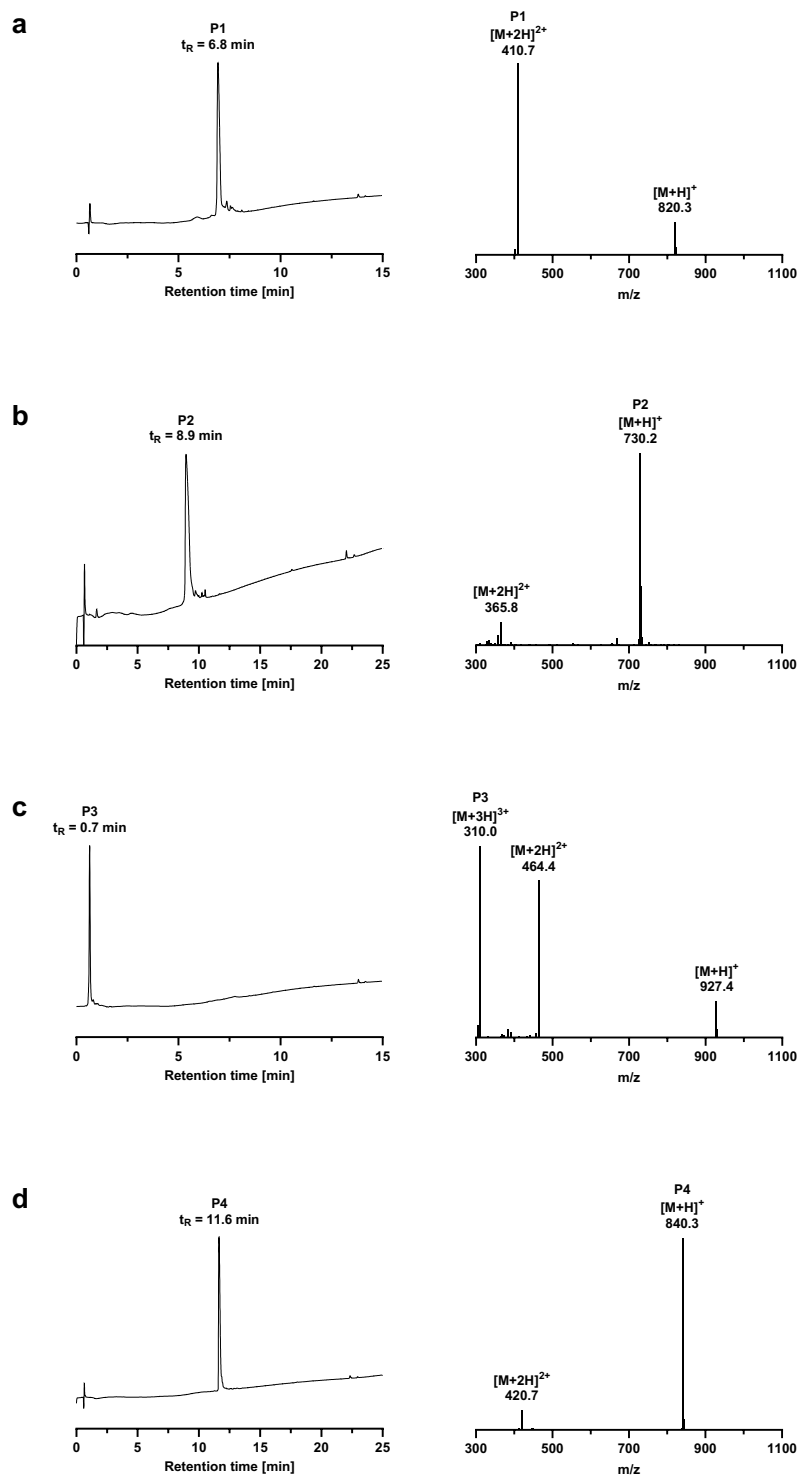 a
P1
tR = 6.8 min
0 5 10 15
Retention time [min]
P1
[M+2H]2+
410.7
[M+H]+
820.3
300 500 700 900 1100
m/z
b
P2
tR = 8.9 min
0 5 10 15 20 25
Retention time [min]
P2
[M+H]+
730.2
[M+2H]2+
365.8
300 500 700 900 1100
m/z
c
P3
tR = 0.7 min
0 5 10 15
Retention time [min]
P3
[M+3H]3+
310.0
[M+2H]2+
464.4
[M+H]+
927.4
300 500 700 900 1100
m/z
d
P4
tR = 11.6 min
0 5 10 15 20 25
Retention time [min]
P4
[M+H]+
840.3
[M+2H]2+
420.7
300 500 700 900 1100
m/z